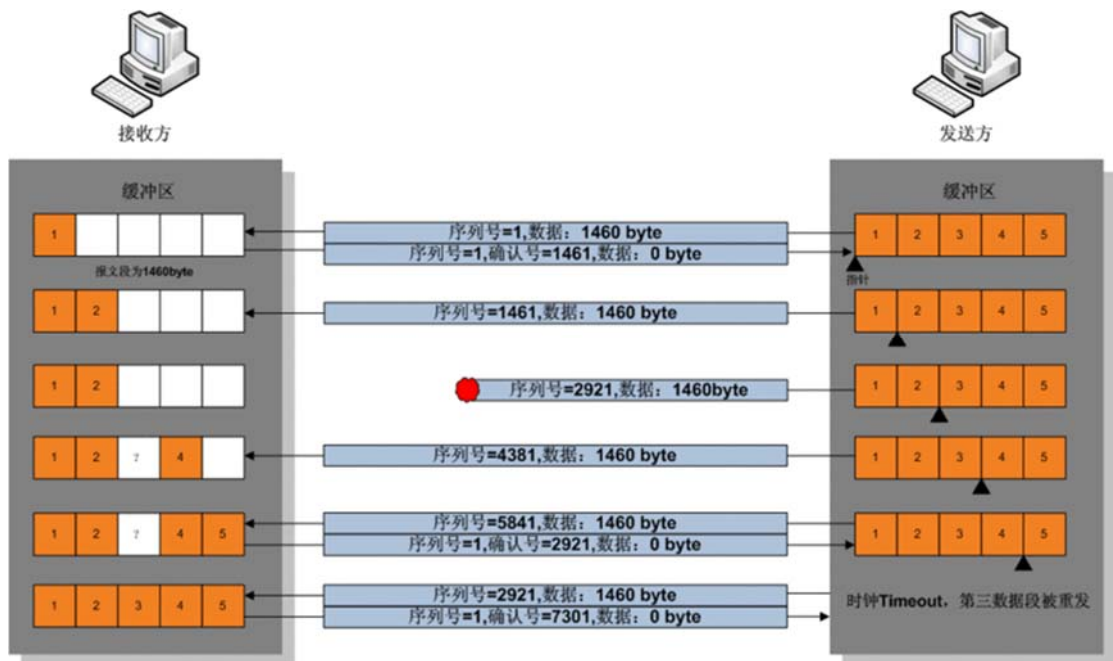 接收方
发送方
缓冲区
缓冲区
1
序列号=1,数据：1460 byte
1 2 3 4 5
序列号=1,确认号=1461,数据：0 byte
报文段为1460byte
指针
1 2
序列号=1461,数据：1460 byte
1 2 3 4 5
1 2
序列号=2921,数据：1460byte
1 2 3 4 5
1 2 ? 4
序列号=4381,数据：1460 byte
1 2 3 4 5
1 2 ? 4 5
序列号=5841,数据：1460 byte
1 2 3 4 5
序列号=1,确认号=2921,数据：0 byte
1 2 3 4 5
序列号=2921,数据：1460 byte
时钟Timeout，第三数据段被重发
序列号=1,确认号=7301,数据：0 byte